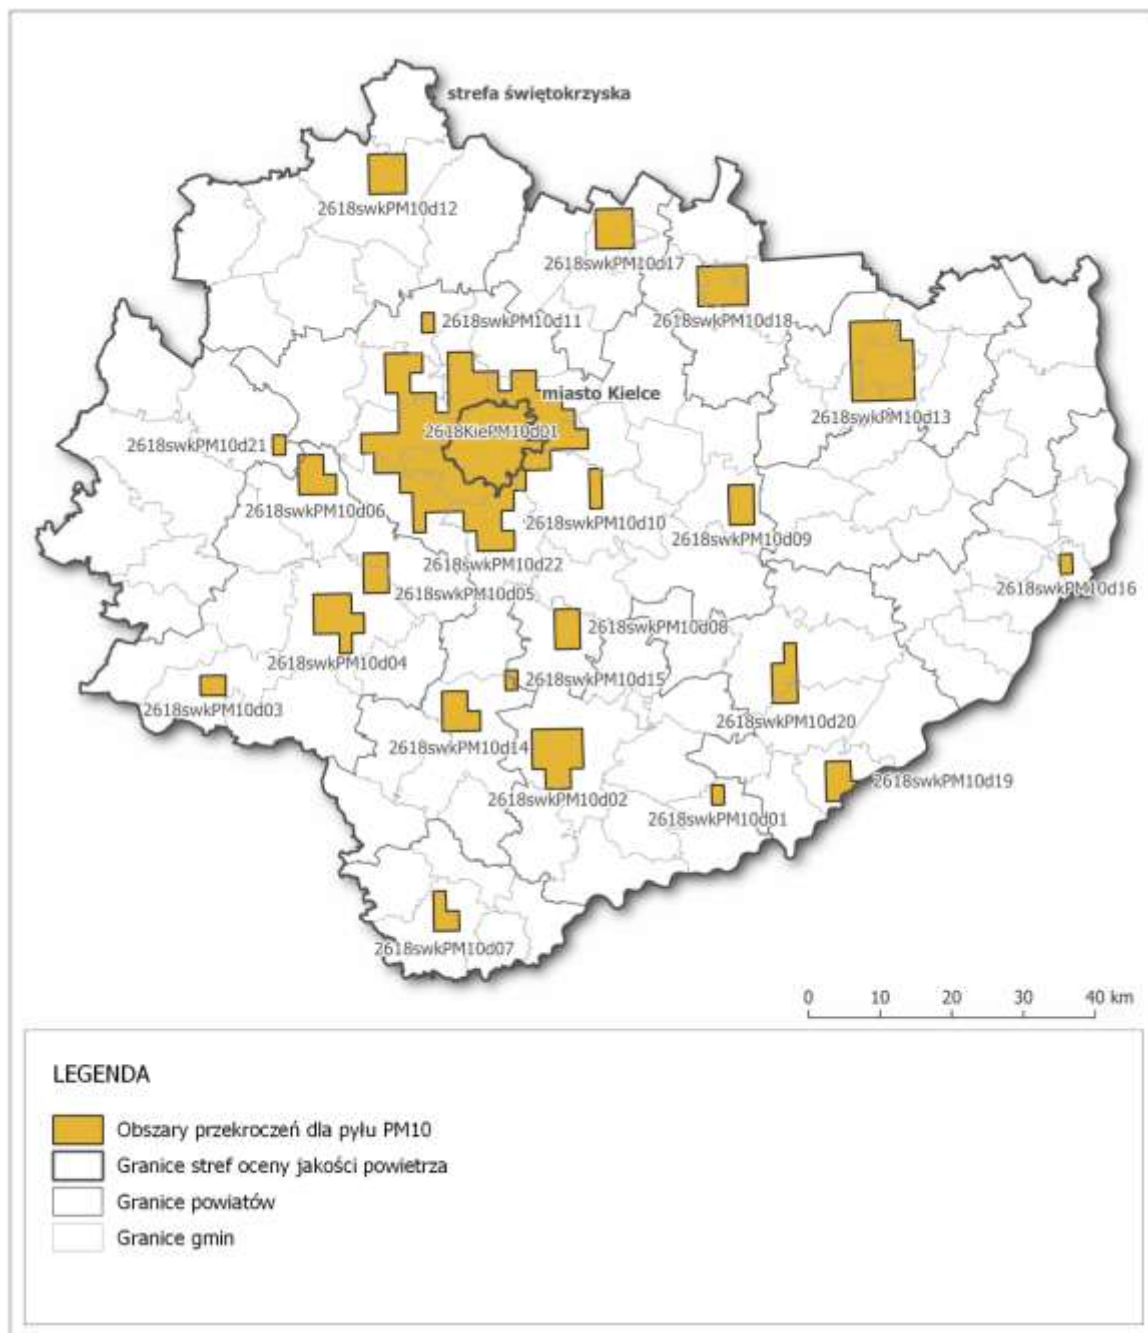 strefa świętokrzyska
2618swkPM10d12
2618swkPM10d17
2618swkPM10d11
2618swkPM10d18
miasto Kielce
2618swkPM10d13
2618KiePM10d01
2618swkPM10d21
2618swkPM10d06
2618swkPM10d10
2618swkPM10d09
2618swkPM10d22
2618swkPM10d05
2618swkPM10d16
2618swkPM10d08
2618swkPM10d04
2618swkPM10d15
2618swkPM10d03
2618swkPM10d20
2618swkPM10d14
2618swkPM10d19
2618swkPM10d02
2618swkPM10d01
2618swkPM10d07
0 10 20 30 40 km
LEGENDA
Obszary przekroczeń dla pyłu PM10
Granice stref oceny jakości powietrza
Granice powiatów
Granice gmin